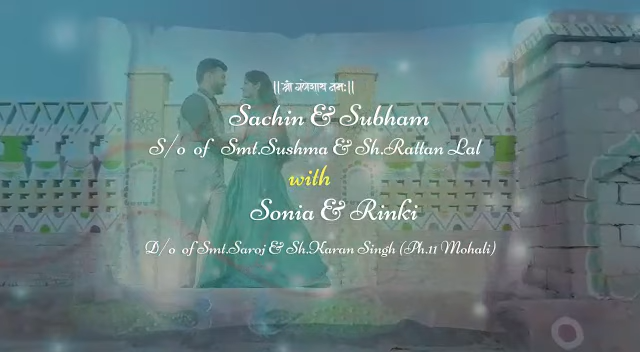 ||श्री गणेशाय नमः||
Sachin & Subham
S/o of Smt.Sushma & Sh.Rattan Lal
with
Sonia & Rinki
D/o of Smt.Saroj & Sh.Karan Singh (Ph.11 Mohali)